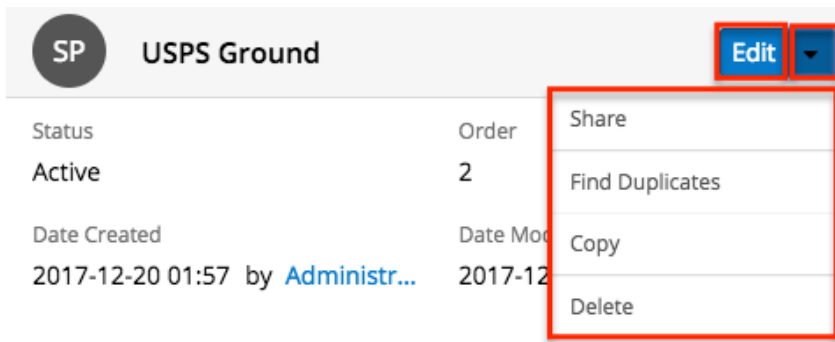 SP USPS Ground Edit
Status Order Share
Active 2 Find Duplicates
Date Created Date Mod Copy
2017-12-20 01:57 by Administr... 2017-12 Delete